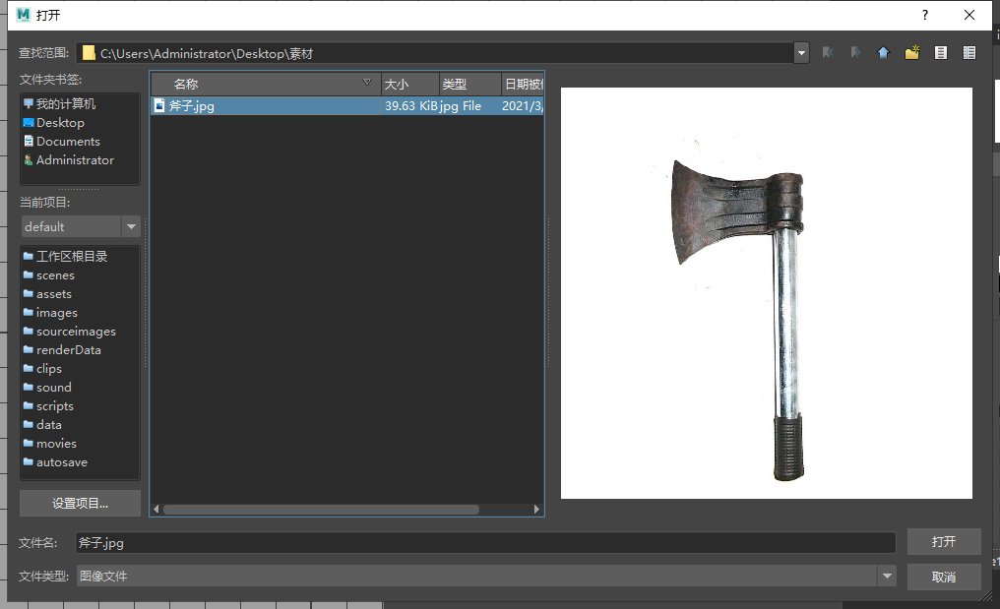 打开
?
查找范围:
C:\Users\Administrator\Desktop\素材
文件夹书签:
我的计算机
Desktop
Documents
Administrator
当前项目:
default
工作区根目录
scenes
assets
images
sourceimages
renderData
clips
sound
scripts
data
movies
autosave
设置项目...
名称 大小 类型 日期被
斧子.jpg 39.63 KiB jpg File 2021/3/
文件名: 斧子.jpg 打开
文件类型: 图像文件 取消